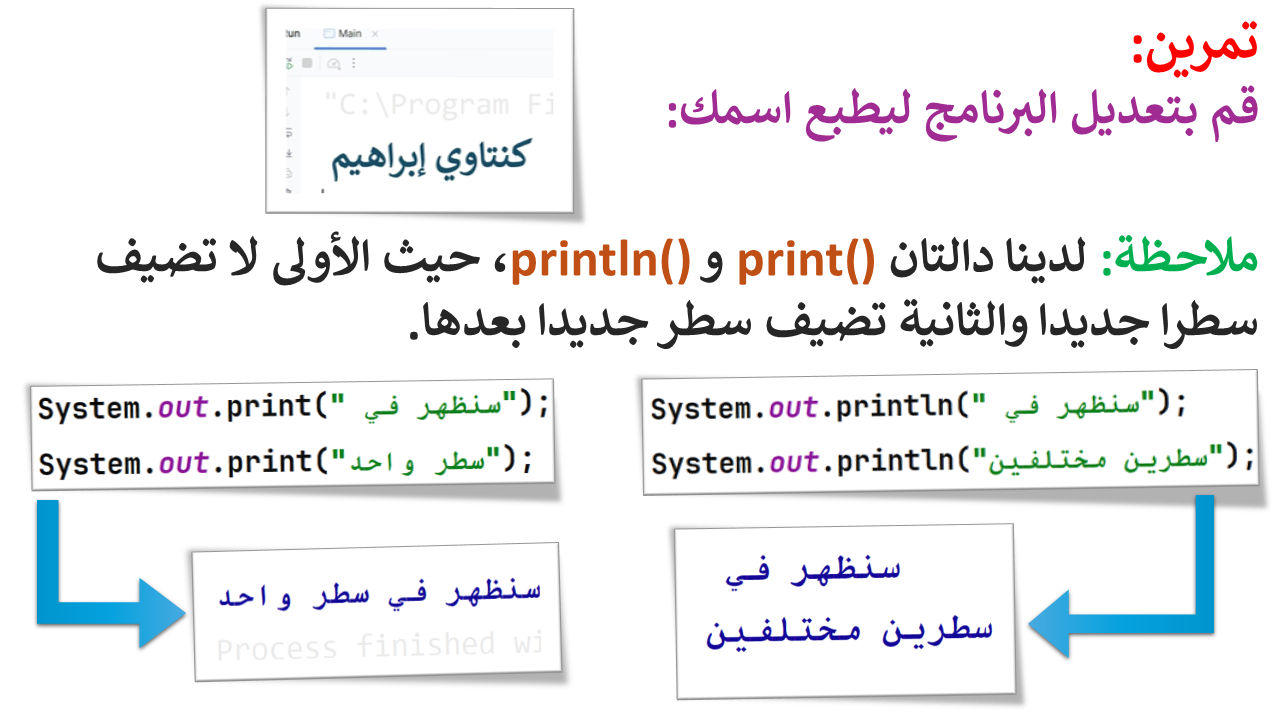 تمرين:
قم بتعديل البرنامج ليطبع اسمك:
Run Main ×
"C:\Program Fi
كنتاوي إبراهيم
ملاحظة: لدينا دالتان print() و println()، حيث الأولى لا تضيف
سطرا جديدا والثانية تضيف سطر جديدا بعدها.
System.out.println("سنظهر في ");
System.out.println("سطرين مختلفين");
System.out.print("سنظهر في ");
System.out.print("سطر واحد");
سنظهر في
سطرين مختلفين
سنظهر في سطر واحد
Process finished wi